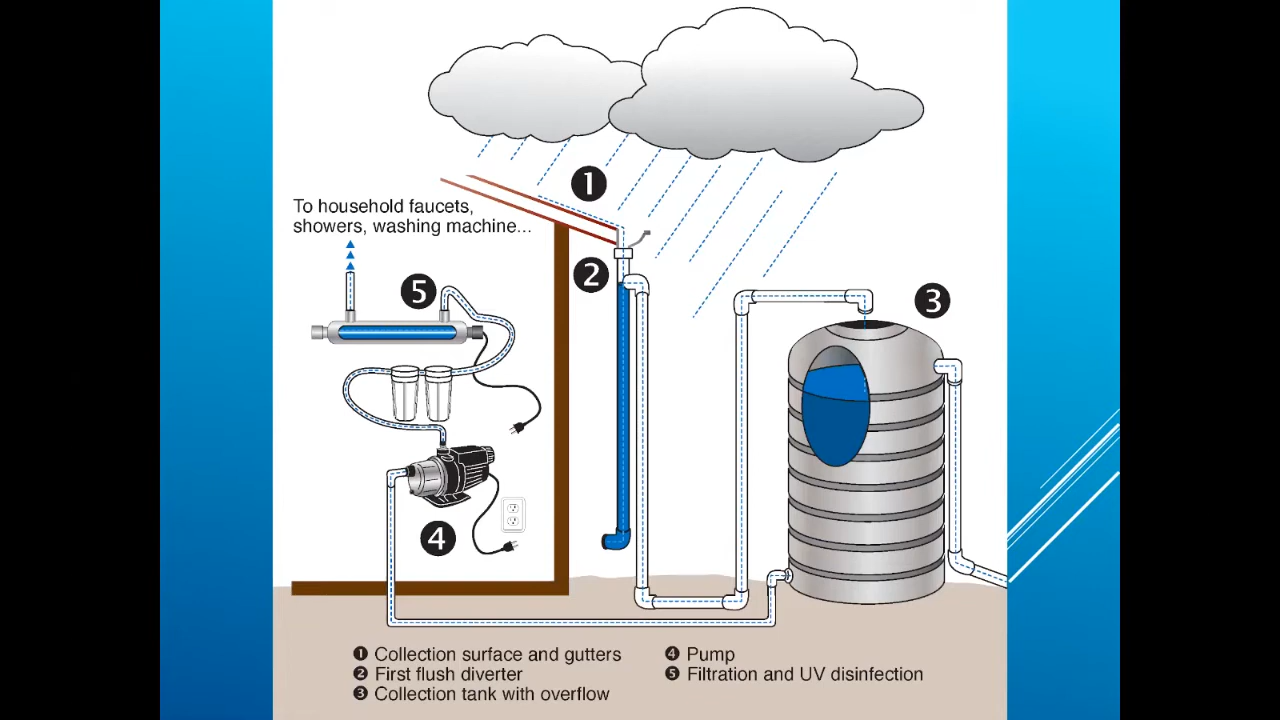 1
To household faucets,
showers, washing machine...
2
5
3
4
1 Collection surface and gutters
2 First flush diverter
3 Collection tank with overflow
4 Pump
5 Filtration and UV disinfection